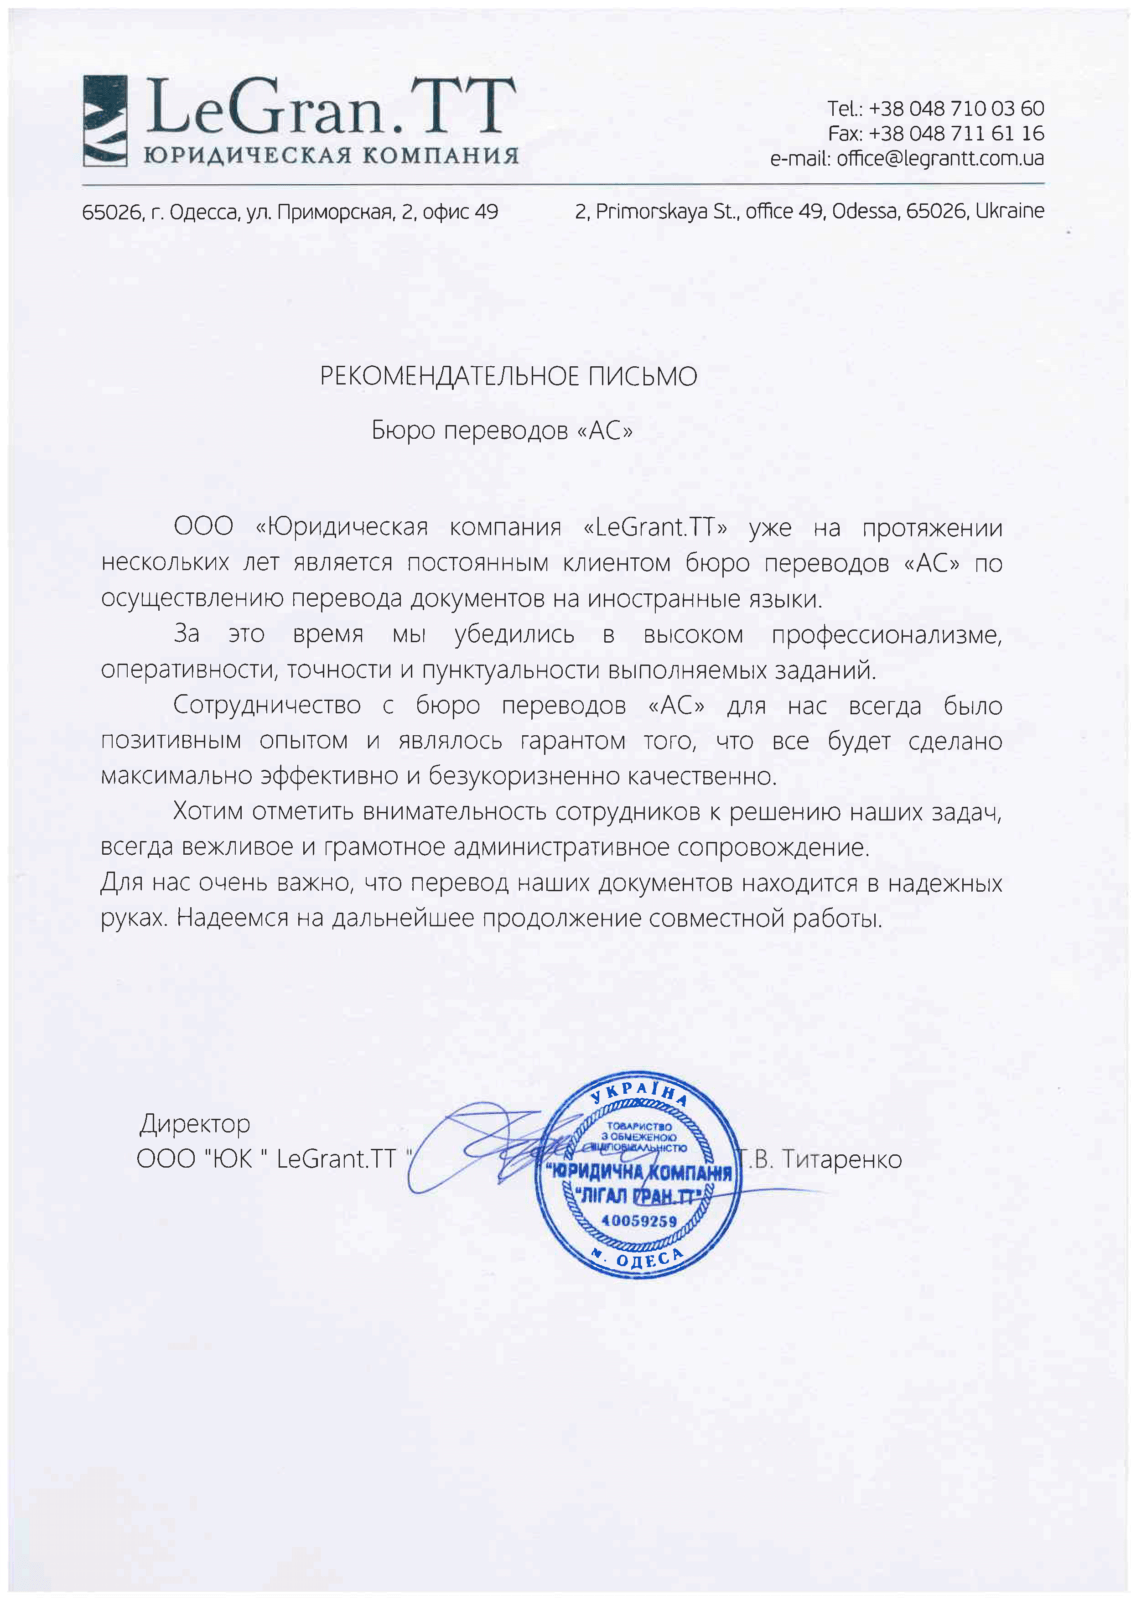 LeGran.TT
ЮРИДИЧЕСКАЯ КОМПАНИЯ
Tel.: +38 048 710 03 60
Fax: +38 048 711 61 16
e-mail: office@legrantt.com.ua
65026, г. Одесса, ул. Приморская, 2, офис 49
2, Primorskaya St., office 49, Odessa, 65026, Ukraine
РЕКОМЕНДАТЕЛЬНОЕ ПИСЬМО
Бюро переводов «АС»
ООО «Юридическая компания «LeGrant.TT» уже на протяжении
нескольких лет является постоянным клиентом бюро переводов «АС» по
осуществлению перевода документов на иностранные языки.
За это время мы убедились в высоком профессионализме,
оперативности, точности и пунктуальности выполняемых заданий.
Сотрудничество с бюро переводов «АС» для нас всегда было
позитивным опытом и являлось гарантом того, что все будет сделано
максимально эффективно и безукоризненно качественно.
Хотим отметить внимательность сотрудников к решению наших задач,
всегда вежливое и грамотное административное сопровождение.
Для нас очень важно, что перевод наших документов находится в надежных
руках. Надеемся на дальнейшее продолжение совместной работы.
Директор
ООО "ЮК " LeGrant.TT "
Т.В. Титаренко
УКРАЇНА
ТОВАРИСТВО
З ОБМЕЖЕНОЮ
ВІДПОВІДАЛЬНІСТЮ
"ЮРИДИЧНА КОМПАНІЯ
"ЛІГАЛ ГРАН.ТТ"
40059259
м. ОДЕСА